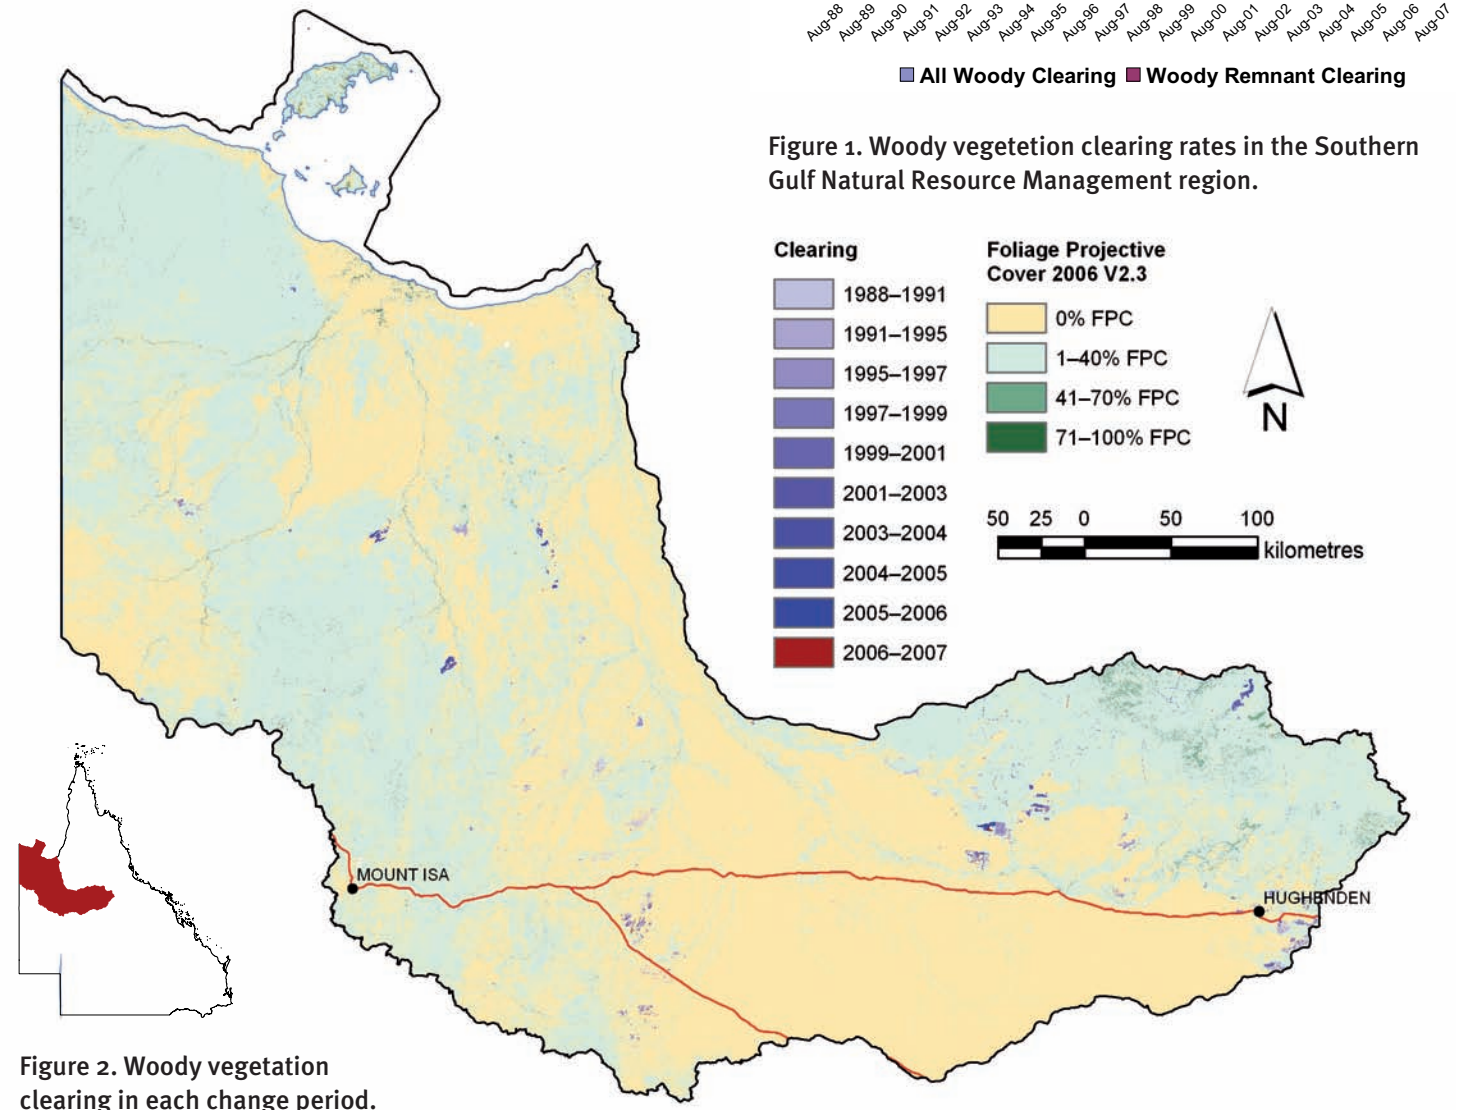 Aug-88 Aug-89 Aug-90 Aug-91 Aug-92 Aug-93 Aug-94 Aug-95 Aug-96 Aug-97 Aug-98 Aug-99 Aug-00 Aug-01 Aug-02 Aug-03 Aug-04 Aug-05 Aug-06 Aug-07
All Woody Clearing Woody Remnant Clearing
Figure 1. Woody vegetetion clearing rates in the Southern
Gulf Natural Resource Management region.
Clearing
1988–1991
1991–1995
1995–1997
1997–1999
1999–2001
2001–2003
2003–2004
2004–2005
2005–2006
2006–2007
Foliage Projective
Cover 2006 V2.3
0% FPC
1–40% FPC
41–70% FPC
71–100% FPC
N
50 25 0 50 100
kilometres
MOUNT ISA
HUGHENDEN
Figure 2. Woody vegetation
clearing in each change period.